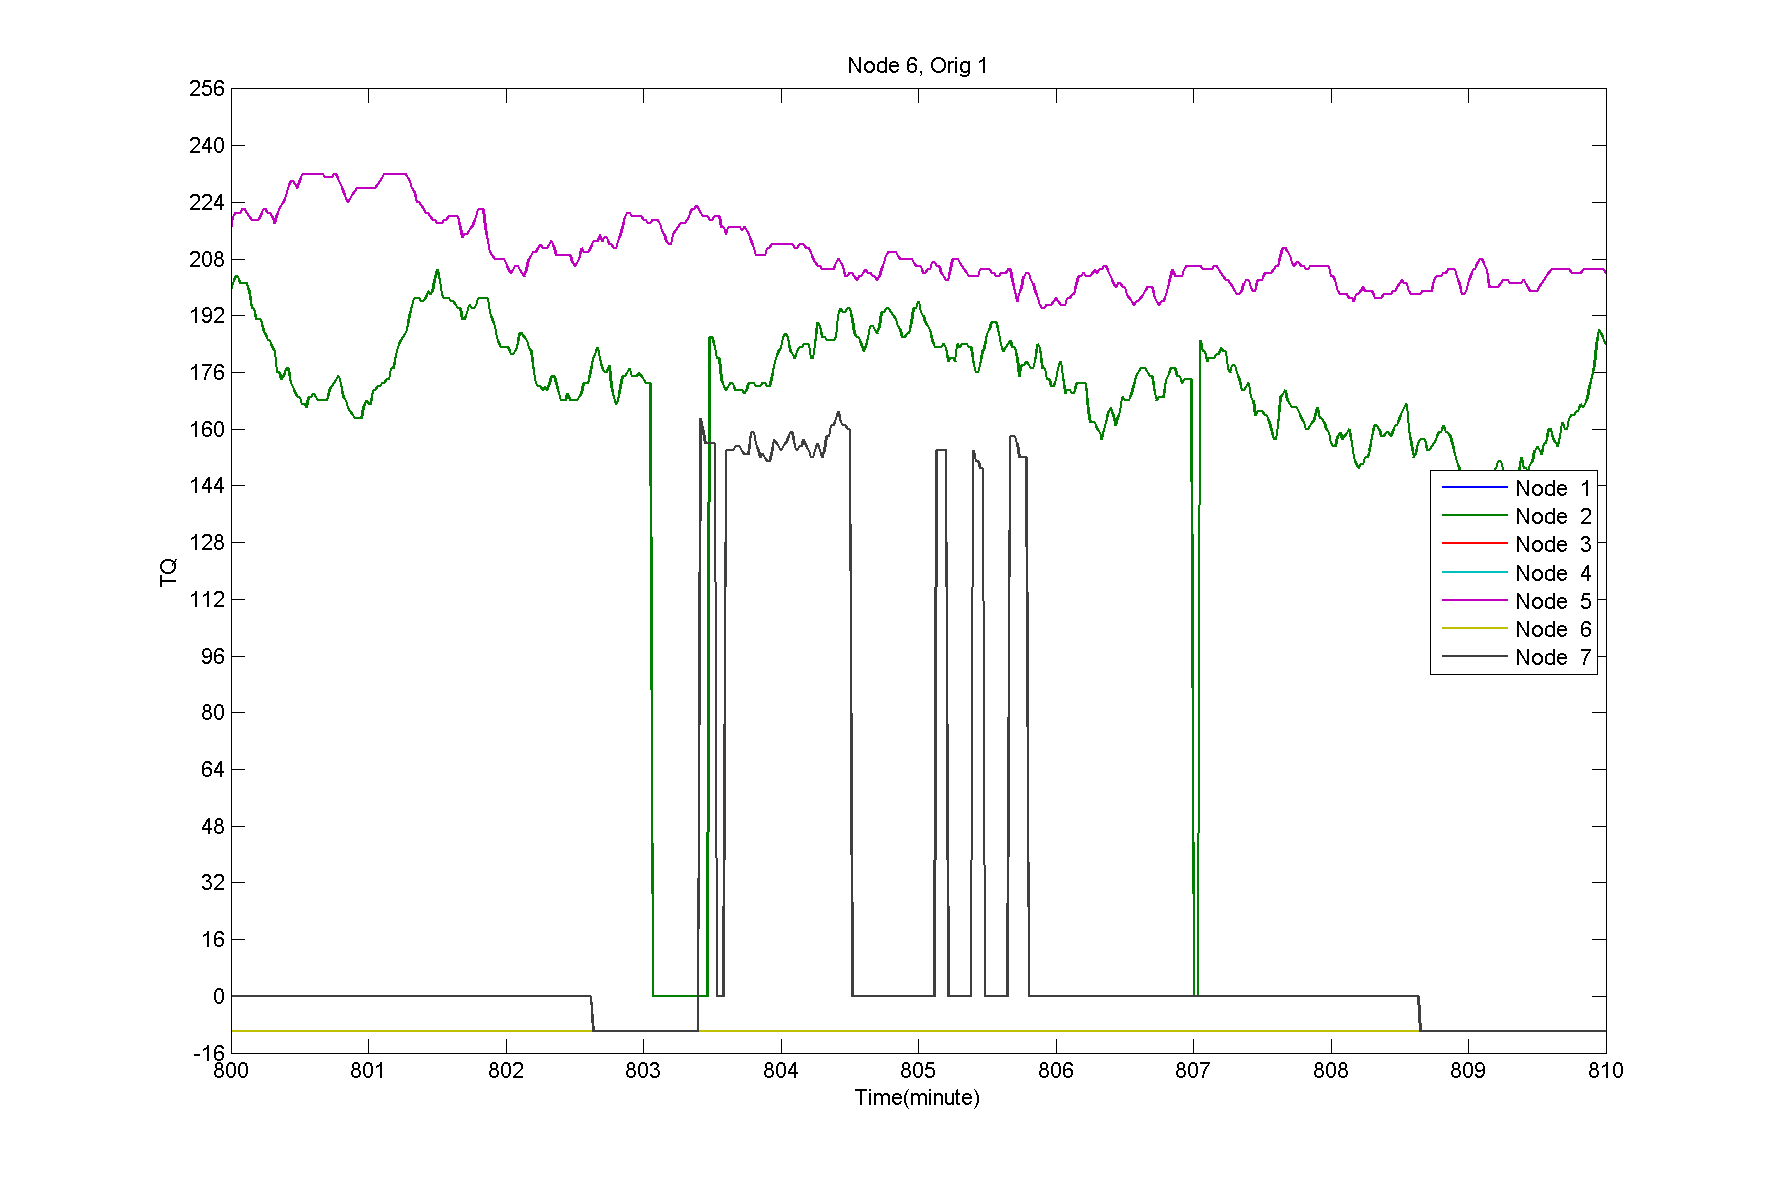 Node 6, Orig 1
256
240
224
208
192
176
160
144
128
112
96
80
64
48
32
16
0
-16
TQ
800 801 802 803 804 805 806 807 808 809 810
Time(minute)
Node 1
Node 2
Node 3
Node 4
Node 5
Node 6
Node 7